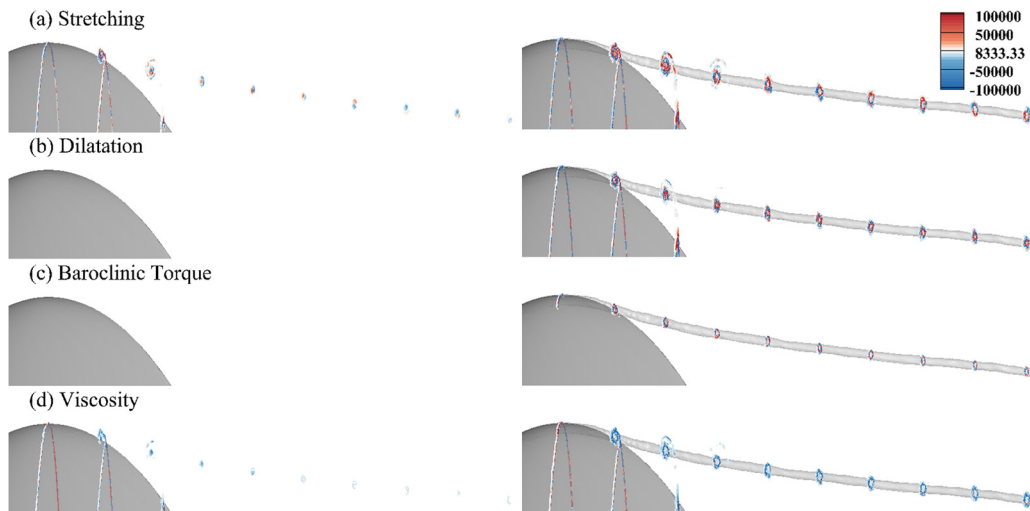 (a) Stretching
100000
50000
8333.33
-50000
-100000
(b) Dilatation
(c) Baroclinic Torque
(d) Viscosity